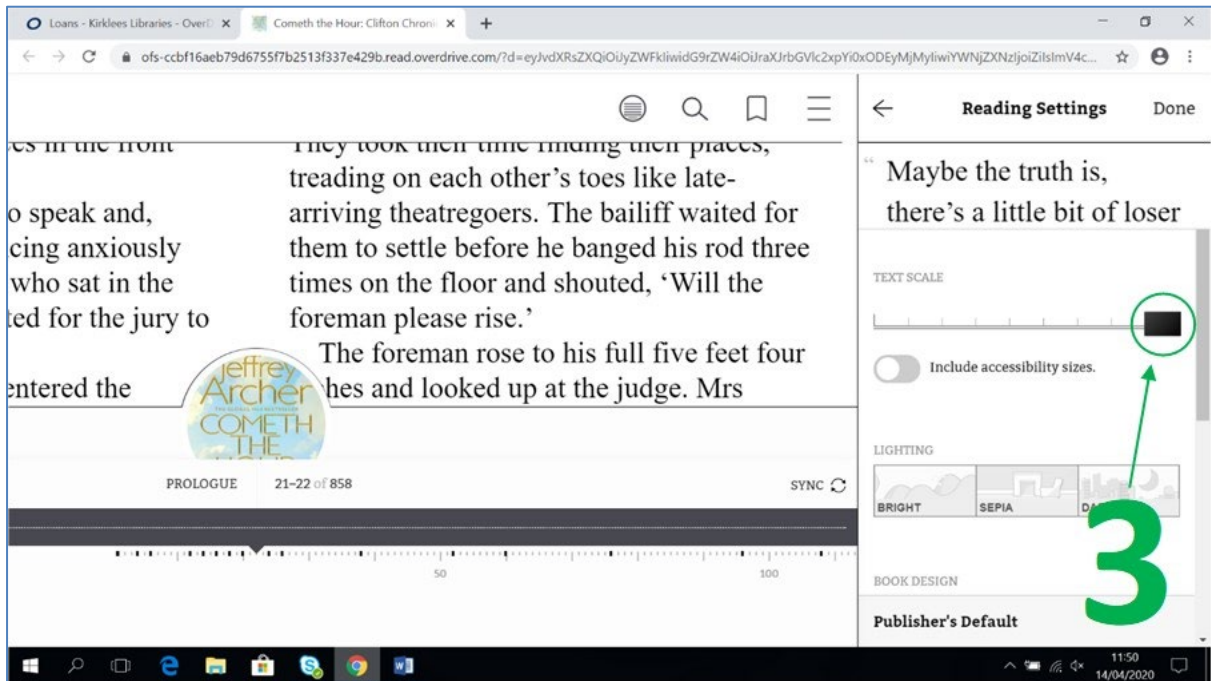 Loans - Kirklees Libraries - OverD
Cometh the Hour: Clifton Chroni
ofs-ccbf16aeb79d6755f7b2513f337e429b.read.overdrive.com/?d=
Reading Settings
Done
in the front
They took their time finding their places,
treading on each other's toes like late-
o speak and,
arriving theatregoers. The bailiff waited for
cing anxiously
them to settle before he banged his rod three
who sat in the
times on the floor and shouted, ‘Will the
ted for the jury to
foreman please rise.’
The foreman rose to his full five feet four
entered the
hes and looked up at the judge. Mrs
Jeffrey
Archer
COMETH
THE
PROLOGUE
21–22 of 858
SYNC
50
100
“ Maybe the truth is,
there’s a little bit of loser
TEXT SCALE
Include accessibility sizes.
LIGHTING
BRIGHT
SEPIA
3
BOOK DESIGN
Publisher's Default
11:50
14/04/2020